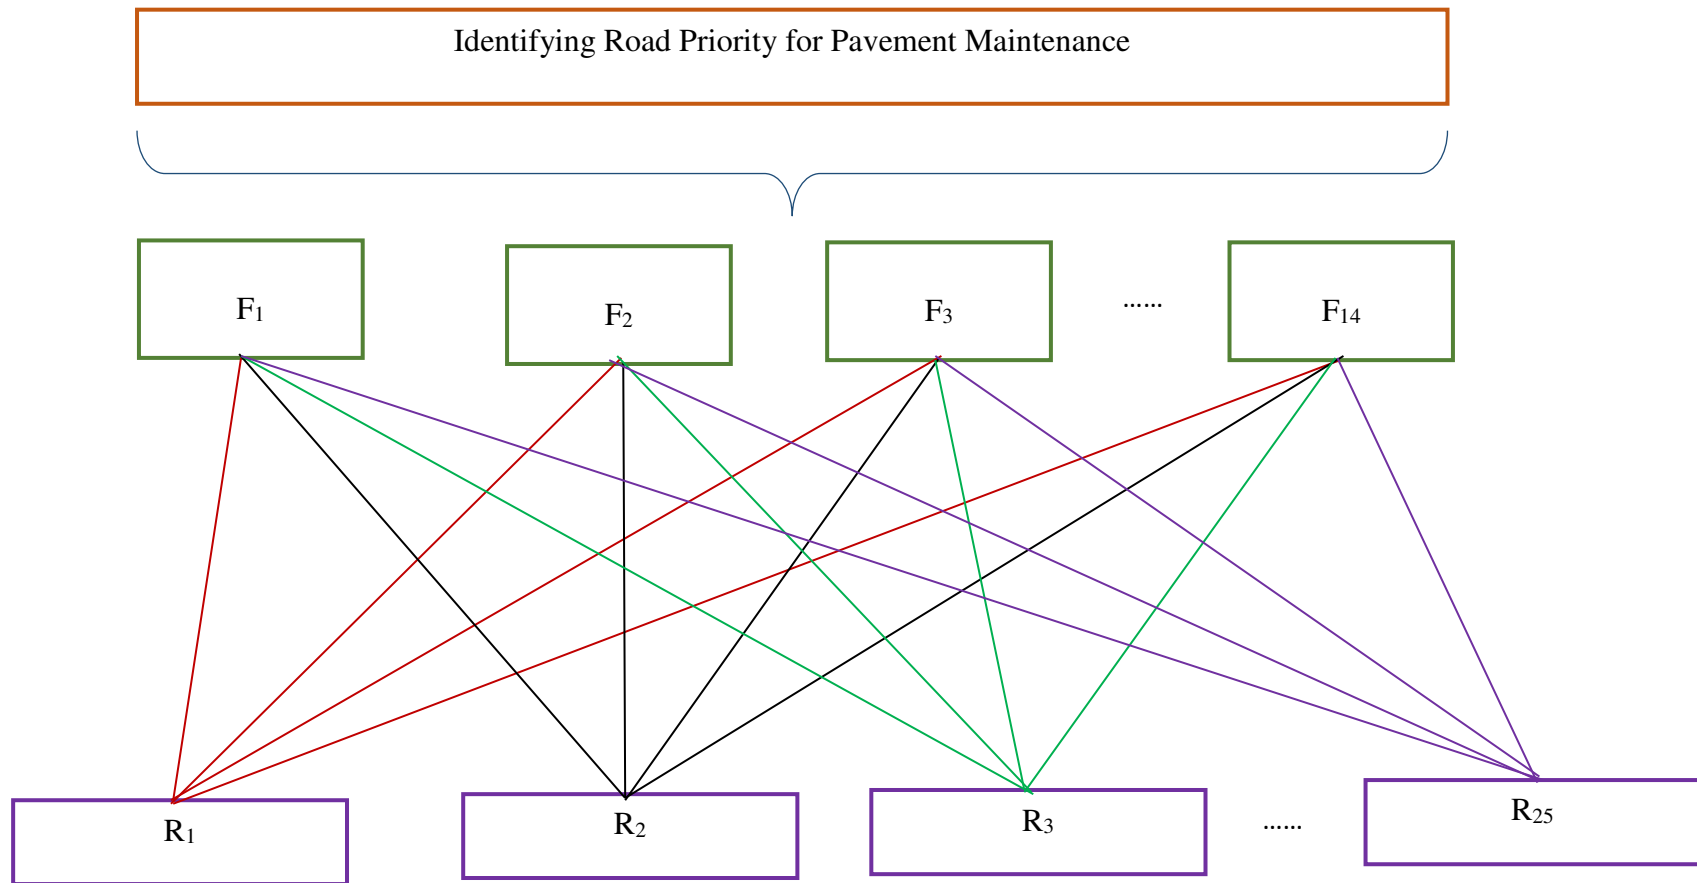 Identifying Road Priority for Pavement Maintenance
F₁ F₂ F₃ ...... F₁₄
R₁ R₂ R₃ ...... R₂₅